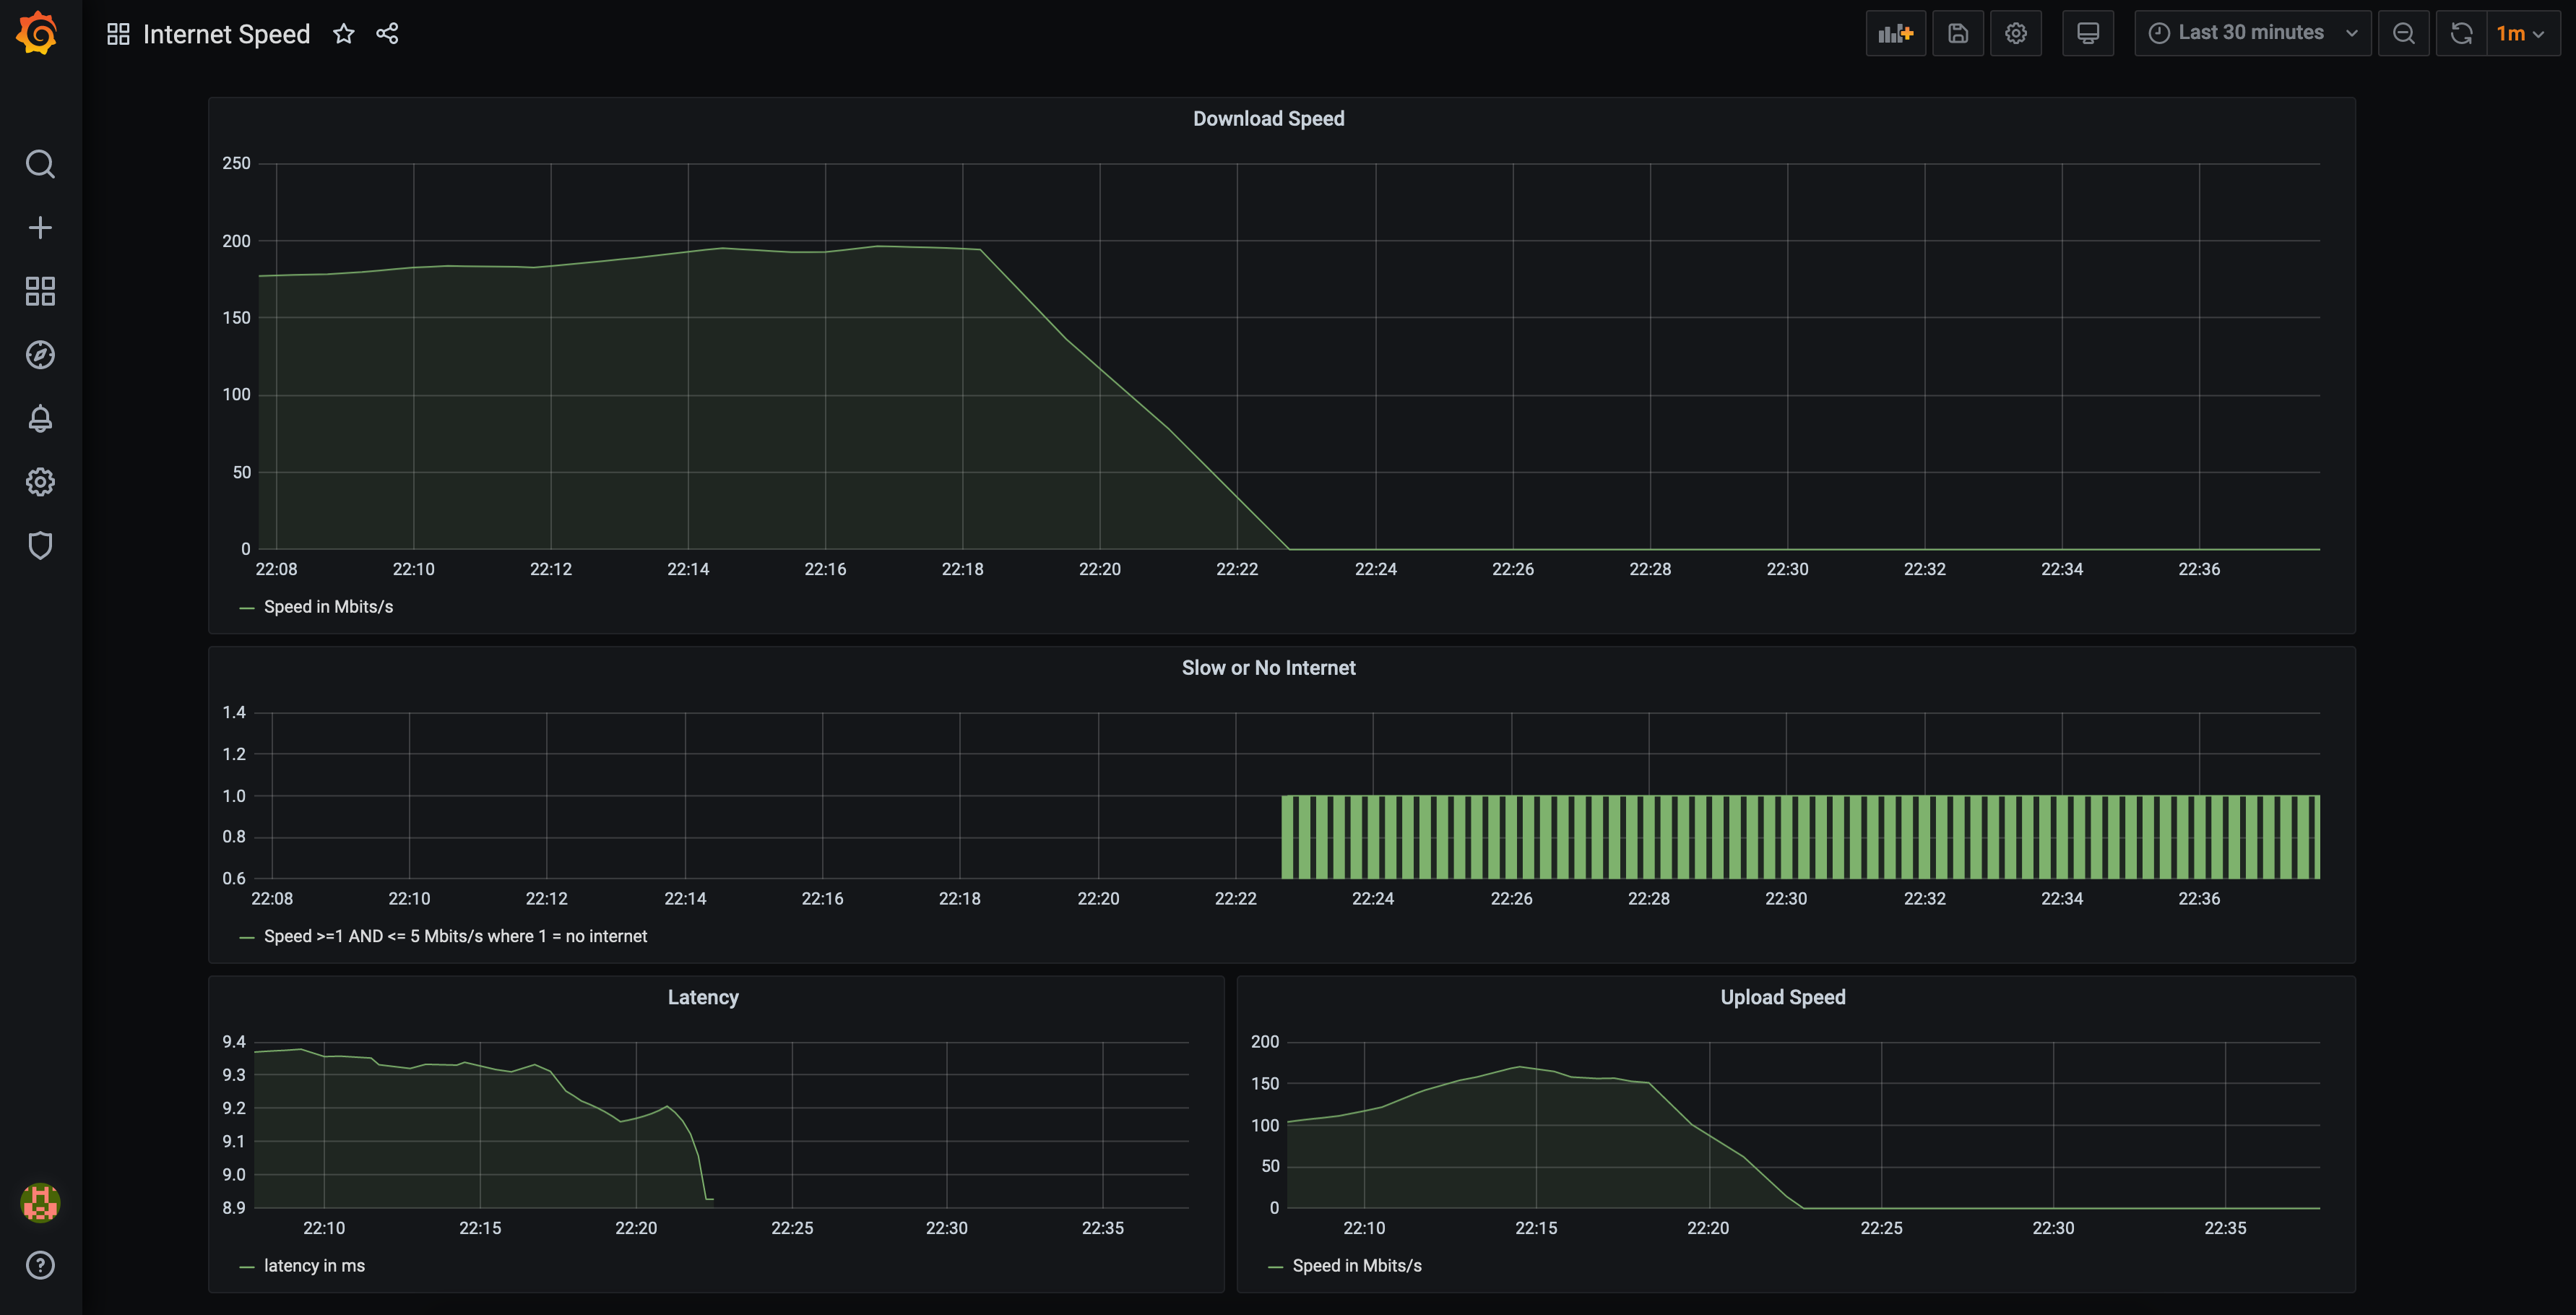 Internet Speed
Last 30 minutes
1m
Download Speed
250
200
150
100
50
0
22:08 22:10 22:12 22:14 22:16 22:18 22:20 22:22 22:24 22:26 22:28 22:30 22:32 22:34 22:36
Speed in Mbits/s
Slow or No Internet
1.4
1.2
1.0
0.8
0.6
22:08 22:10 22:12 22:14 22:16 22:18 22:20 22:22 22:24 22:26 22:28 22:30 22:32 22:34 22:36
Speed >=1 AND <= 5 Mbits/s where 1 = no internet
Latency
9.4
9.3
9.2
9.1
9.0
8.9
22:10 22:15 22:20 22:25 22:30 22:35
latency in ms
Upload Speed
200
150
100
50
0
22:10 22:15 22:20 22:25 22:30 22:35
Speed in Mbits/s